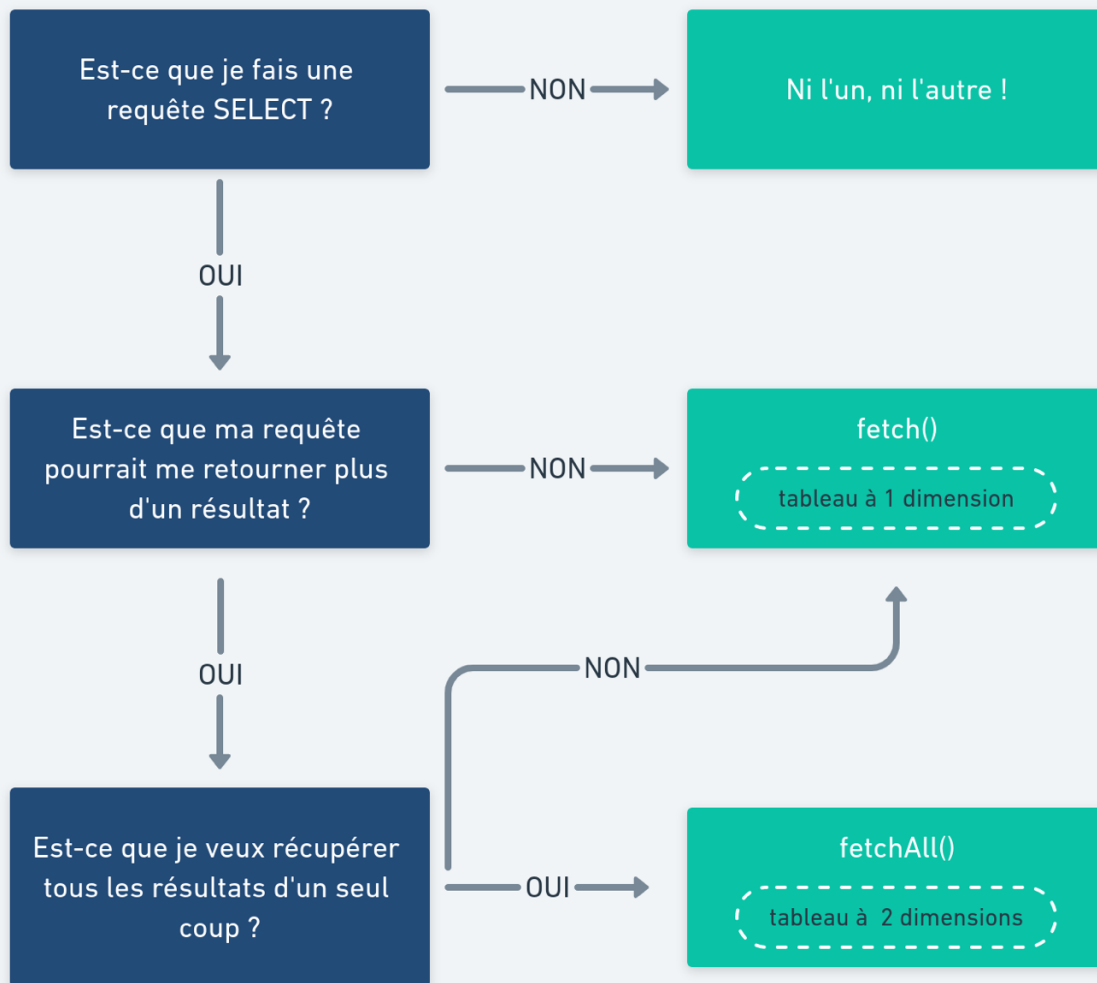 Est-ce que je fais une
requête SELECT ?
NON
Ni l'un, ni l'autre !
OUI
Est-ce que ma requête
pourrait me retourner plus
d'un résultat ?
NON
fetch()
tableau à 1 dimension
OUI
NON
Est-ce que je veux récupérer
tous les résultats d'un seul
coup ?
OUI
fetchAll()
tableau à 2 dimensions